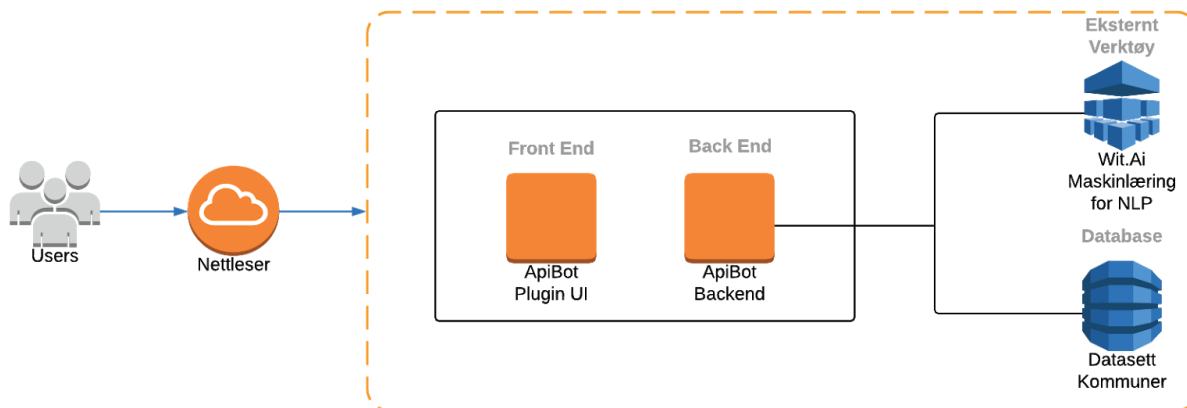 Users
Nettleser
Front End
ApiBot
Plugin UI
Back End
ApiBot
Backend
Eksternt
Verktøy
Wit.Ai
Maskinlæring
for NLP
Database
Datasett
Kommuner